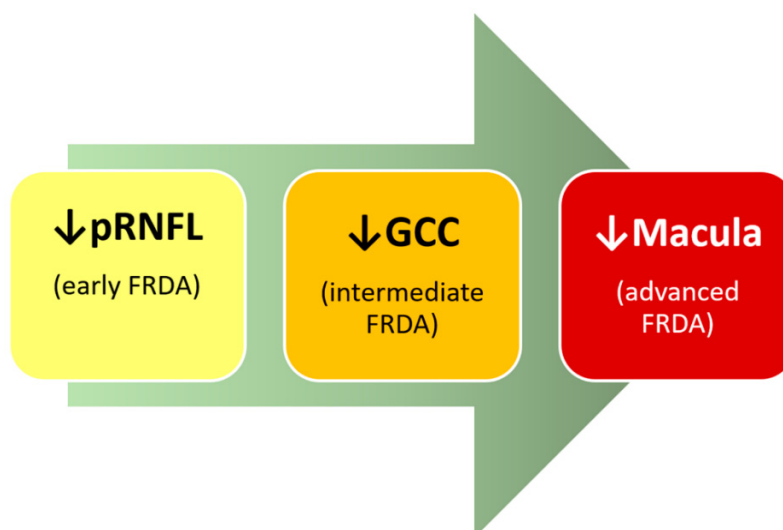 ↓pRNFL
(early FRDA)
↓GCC
(intermediate
FRDA)
↓Macula
(advanced
FRDA)